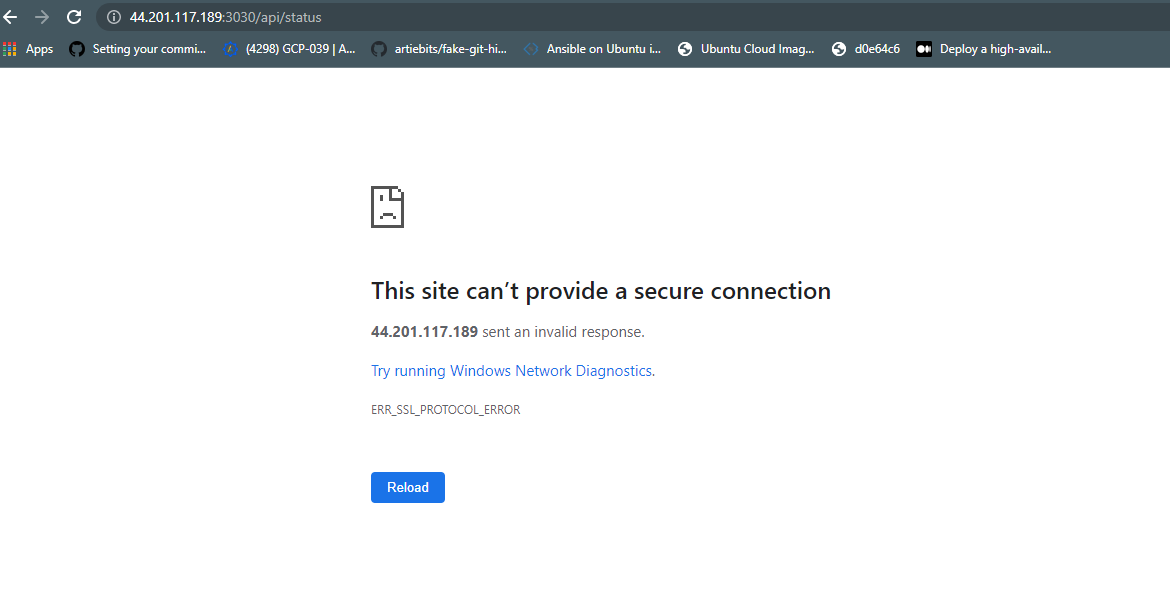 44.201.117.189:3030/api/status
Apps Setting your commi... (4298) GCP-039 | A... artiebits/fake-git-hi... Ansible on Ubuntu i... Ubuntu Cloud Imag... d0e64c6 Deploy a high-avail...
This site can’t provide a secure connection
44.201.117.189 sent an invalid response.
Try running Windows Network Diagnostics.
ERR_SSL_PROTOCOL_ERROR
Reload